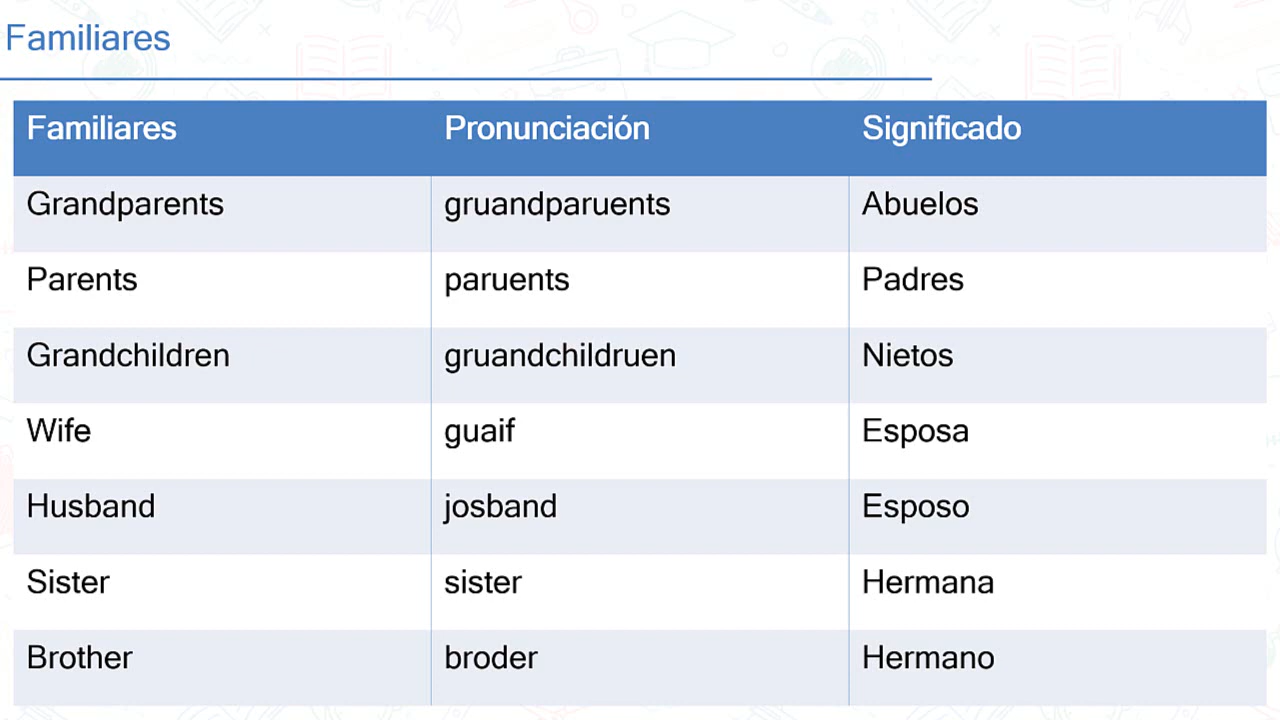 Familiares
Familiares Pronunciación Significado
Grandparents gruandparuents Abuelos
Parents paruents Padres
Grandchildren gruandchildruen Nietos
Wife guaif Esposa
Husband josband Esposo
Sister sister Hermana
Brother broder Hermano